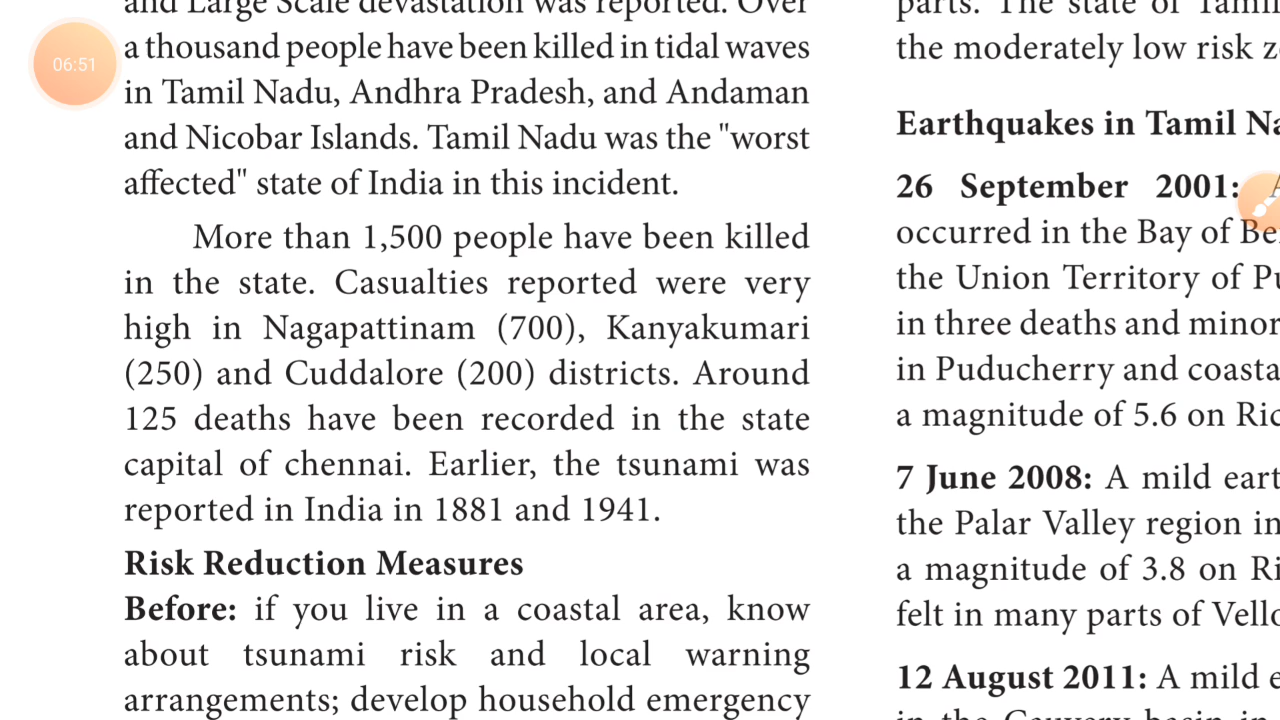 and Large Scale devastation was reported. Over
a thousand people have been killed in tidal waves
in Tamil Nadu, Andhra Pradesh, and Andaman
and Nicobar Islands. Tamil Nadu was the "worst
affected" state of India in this incident.
More than 1,500 people have been killed
in the state. Casualties reported were very
high in Nagapattinam (700), Kanyakumari
(250) and Cuddalore (200) districts. Around
125 deaths have been recorded in the state
capital of chennai. Earlier, the tsunami was
reported in India in 1881 and 1941.
Risk Reduction Measures
Before: if you live in a coastal area, know
about tsunami risk and local warning
arrangements; develop household emergency
parts. The state of Tamil
the moderately low risk
Earthquakes in Tamil
26 September 2001:
occurred in the Bay of
the Union Territory of
in three deaths and minor
in Puducherry and
a magnitude of 5.6 on
7 June 2008: A mild
the Palar Valley region in
a magnitude of 3.8 on
felt in many parts of
12 August 2011: A mild
in the Cauvery basin in
06:51